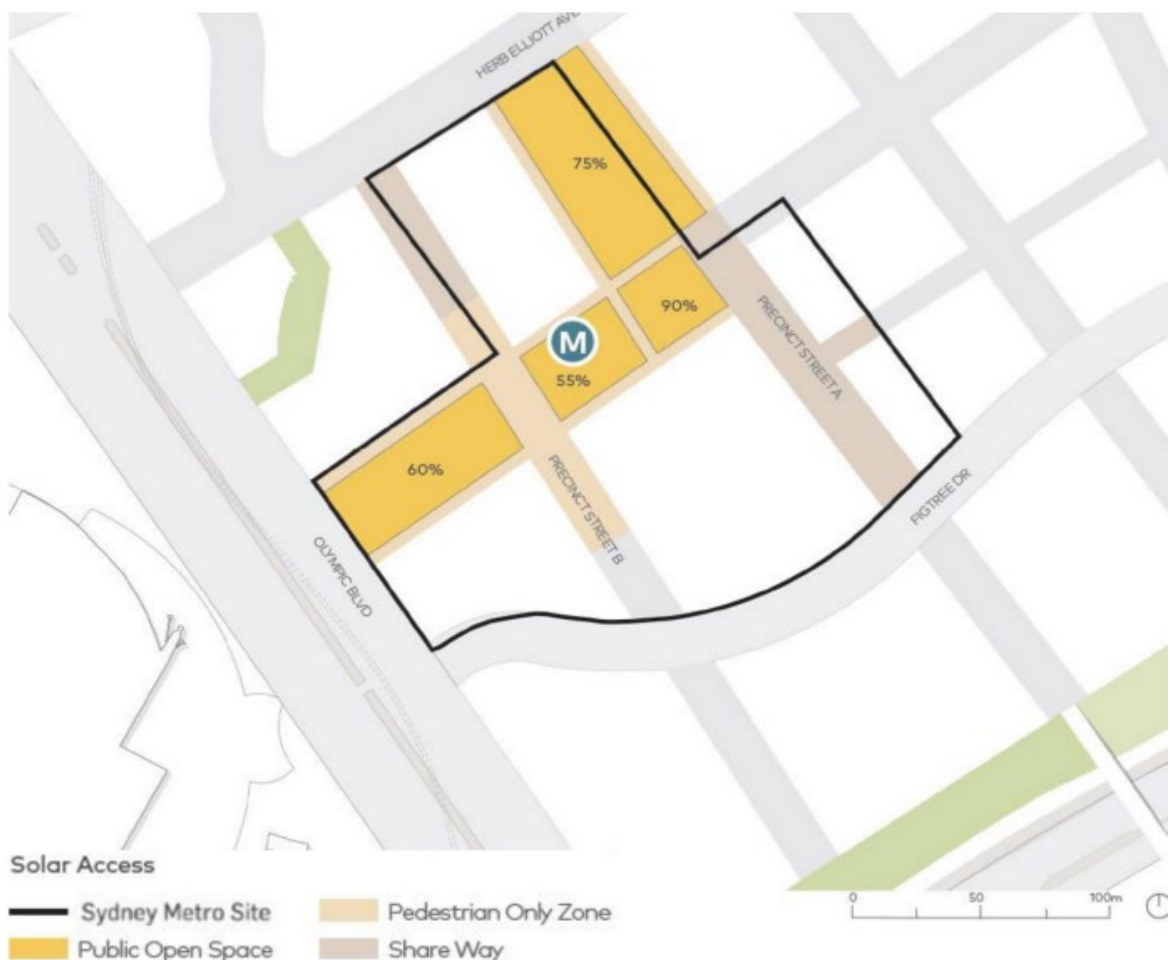 HERB ELLIOTT AVE
75%
90%
PRECINCT STREET A
M
55%
60%
PRECINCT STREET B
FIGTREE DR
OLYMPIC BLVD
Solar Access
Sydney Metro Site
Pedestrian Only Zone
0 50 100m
Public Open Space
Share Way